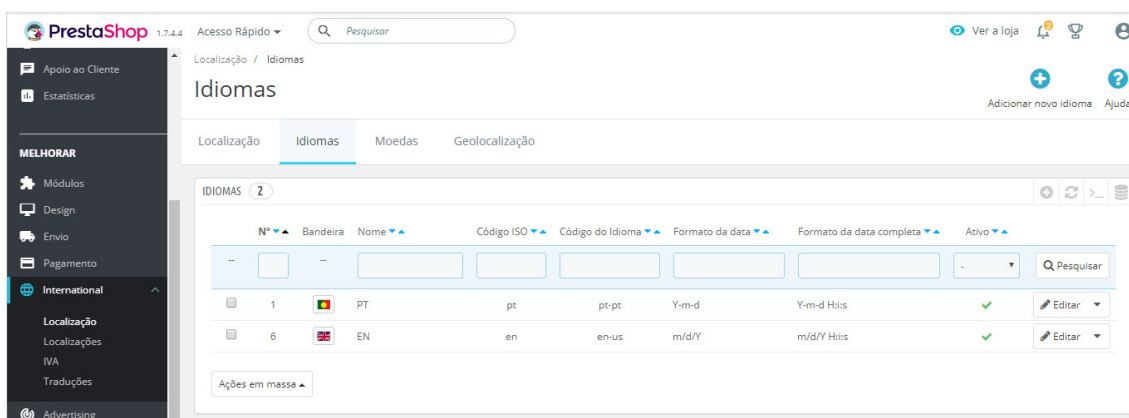 PrestaShop 1.7.4.4 Acesso Rápido Pesquisar Ver a loja 2
Apoio ao Cliente
Estatísticas
MELHORAR
Módulos
Design
Envio
Pagamento
International
Localização
Localizações
IVA
Traduções
Advertising
Localização / Idiomas
Idiomas
Adicionar novo idioma Ajuda
Localização Idiomas Moedas Geolocalização
IDIOMAS 2
Nº Bandeira Nome Código ISO Código do Idioma Formato da data Formato da data completa Ativo
-- -- - Pesquisar
1 PT pt pt-pt Y-m-d Y-m-d H:i:s Editar
6 EN en en-us m/d/Y m/d/Y H:i:s Editar
Ações em massa